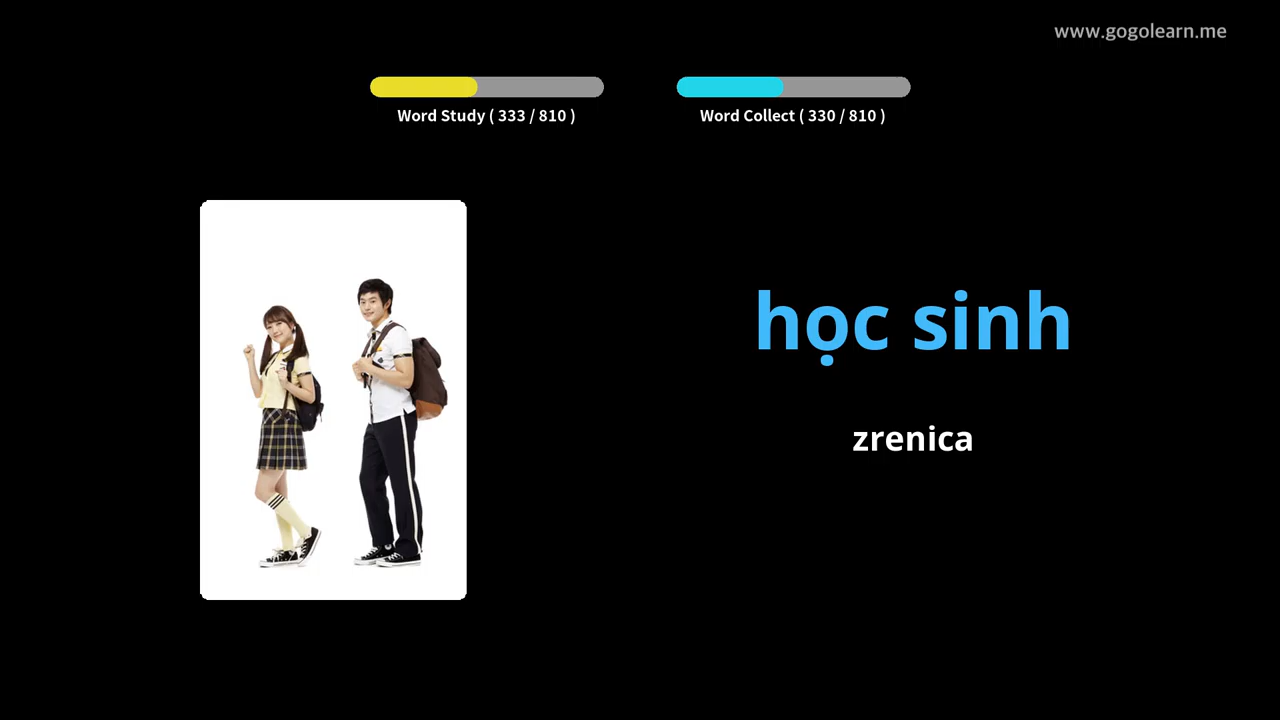 www.gogolearn.me
Word Study ( 333 / 810 )
Word Collect ( 330 / 810 )
học sinh
zrenica